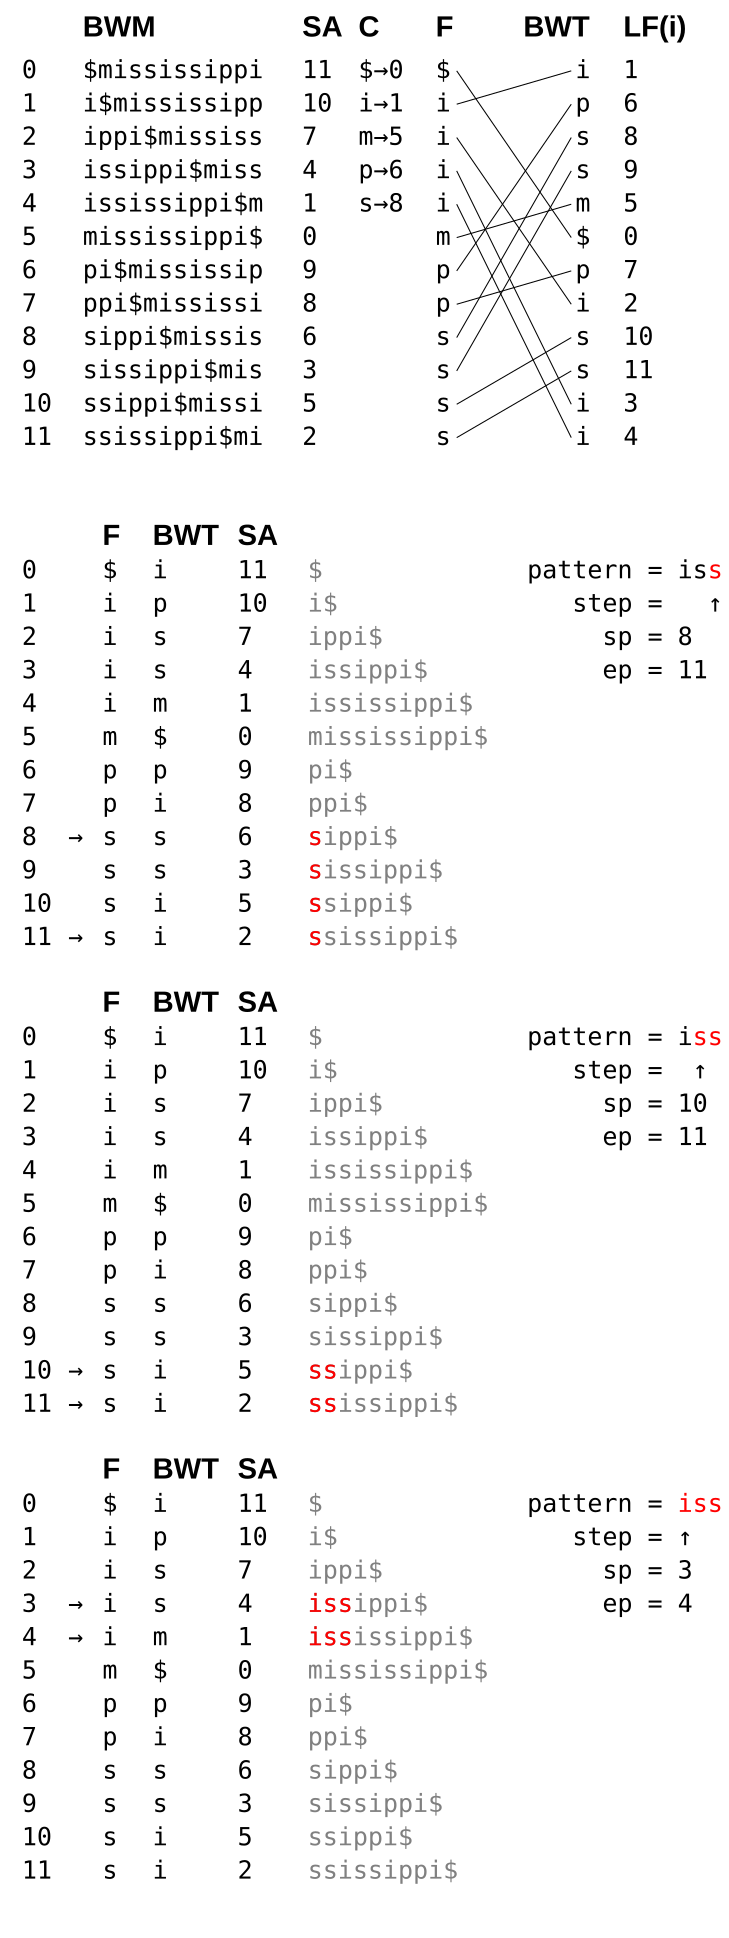 BWM SA C F BWT LF(i)
0 $mississippi 11 $→0 $ i 1
1 i$mississipp 10 i→1 i p 6
2 ippi$mississ 7 m→5 i s 8
3 issippi$miss 4 p→6 i s 9
4 ississippi$m 1 s→8 i m 5
5 mississippi$ 0 m $ 0
6 pi$mississip 9 p p 7
7 ppi$mississi 8 p i 2
8 sippi$missis 6 s s 10
9 sissippi$mis 3 s s 11
10 ssippi$missi 5 s i 3
11 ssissippi$mi 2 s i 4
F BWT SA
0 $ i 11 $ pattern = iss
1 i p 10 i$ step = ↑
2 i s 7 ippi$ sp = 8
3 i s 4 issippi$ ep = 11
4 i m 1 ississippi$
5 m $ 0 mississippi$
6 p p 9 pi$
7 p i 8 ppi$
8 → s s 6 sippi$
9 s s 3 sissippi$
10 s i 5 ssippi$
11 → s i 2 ssissippi$
F BWT SA
0 $ i 11 $ pattern = iss
1 i p 10 i$ step = ↑
2 i s 7 ippi$ sp = 10
3 i s 4 issippi$ ep = 11
4 i m 1 ississippi$
5 m $ 0 mississippi$
6 p p 9 pi$
7 p i 8 ppi$
8 s s 6 sippi$
9 s s 3 sissippi$
10 → s i 5 ssippi$
11 → s i 2 ssissippi$
F BWT SA
0 $ i 11 $ pattern = iss
1 i p 10 i$ step = ↑
2 i s 7 ippi$ sp = 3
3 → i s 4 issippi$ ep = 4
4 → i m 1 ississippi$
5 m $ 0 mississippi$
6 p p 9 pi$
7 p i 8 ppi$
8 s s 6 sippi$
9 s s 3 sissippi$
10 s i 5 ssippi$
11 s i 2 ssissippi$